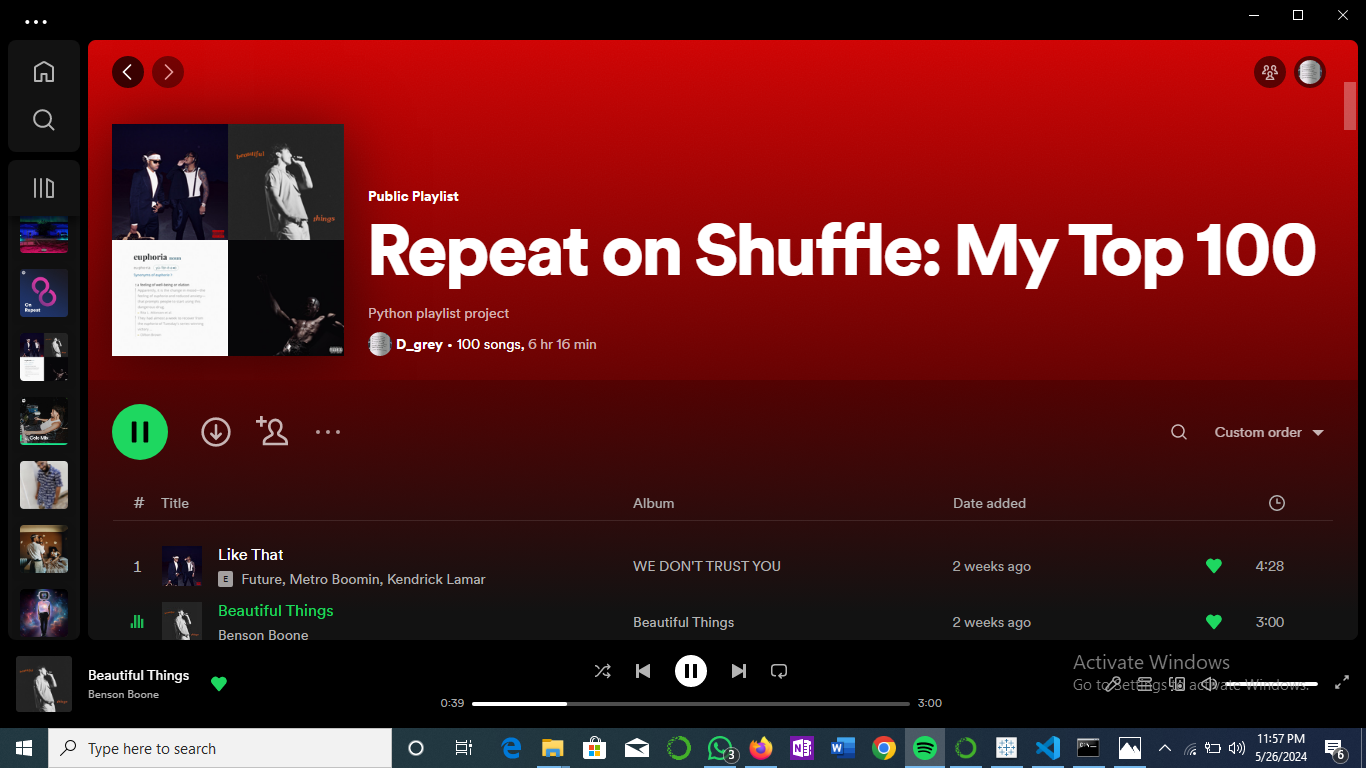 Public Playlist
Repeat on Shuffle: My Top 100
Python playlist project
D_grey • 100 songs, 6 hr 16 min
beautiful
things
euphoria noun
Synonyms of euphoria
On
Repeat
Custom order
# Title Album Date added
1 Like That WE DON'T TRUST YOU 2 weeks ago 4:28
E Future, Metro Boomin, Kendrick Lamar
Beautiful Things Beautiful Things 2 weeks ago 3:00
Benson Boone
Beautiful Things
Benson Boone
0:39 3:00
Activate Windows
Go to Settings to activate Windows.
Type here to search
3
11:57 PM
5/26/2024
6